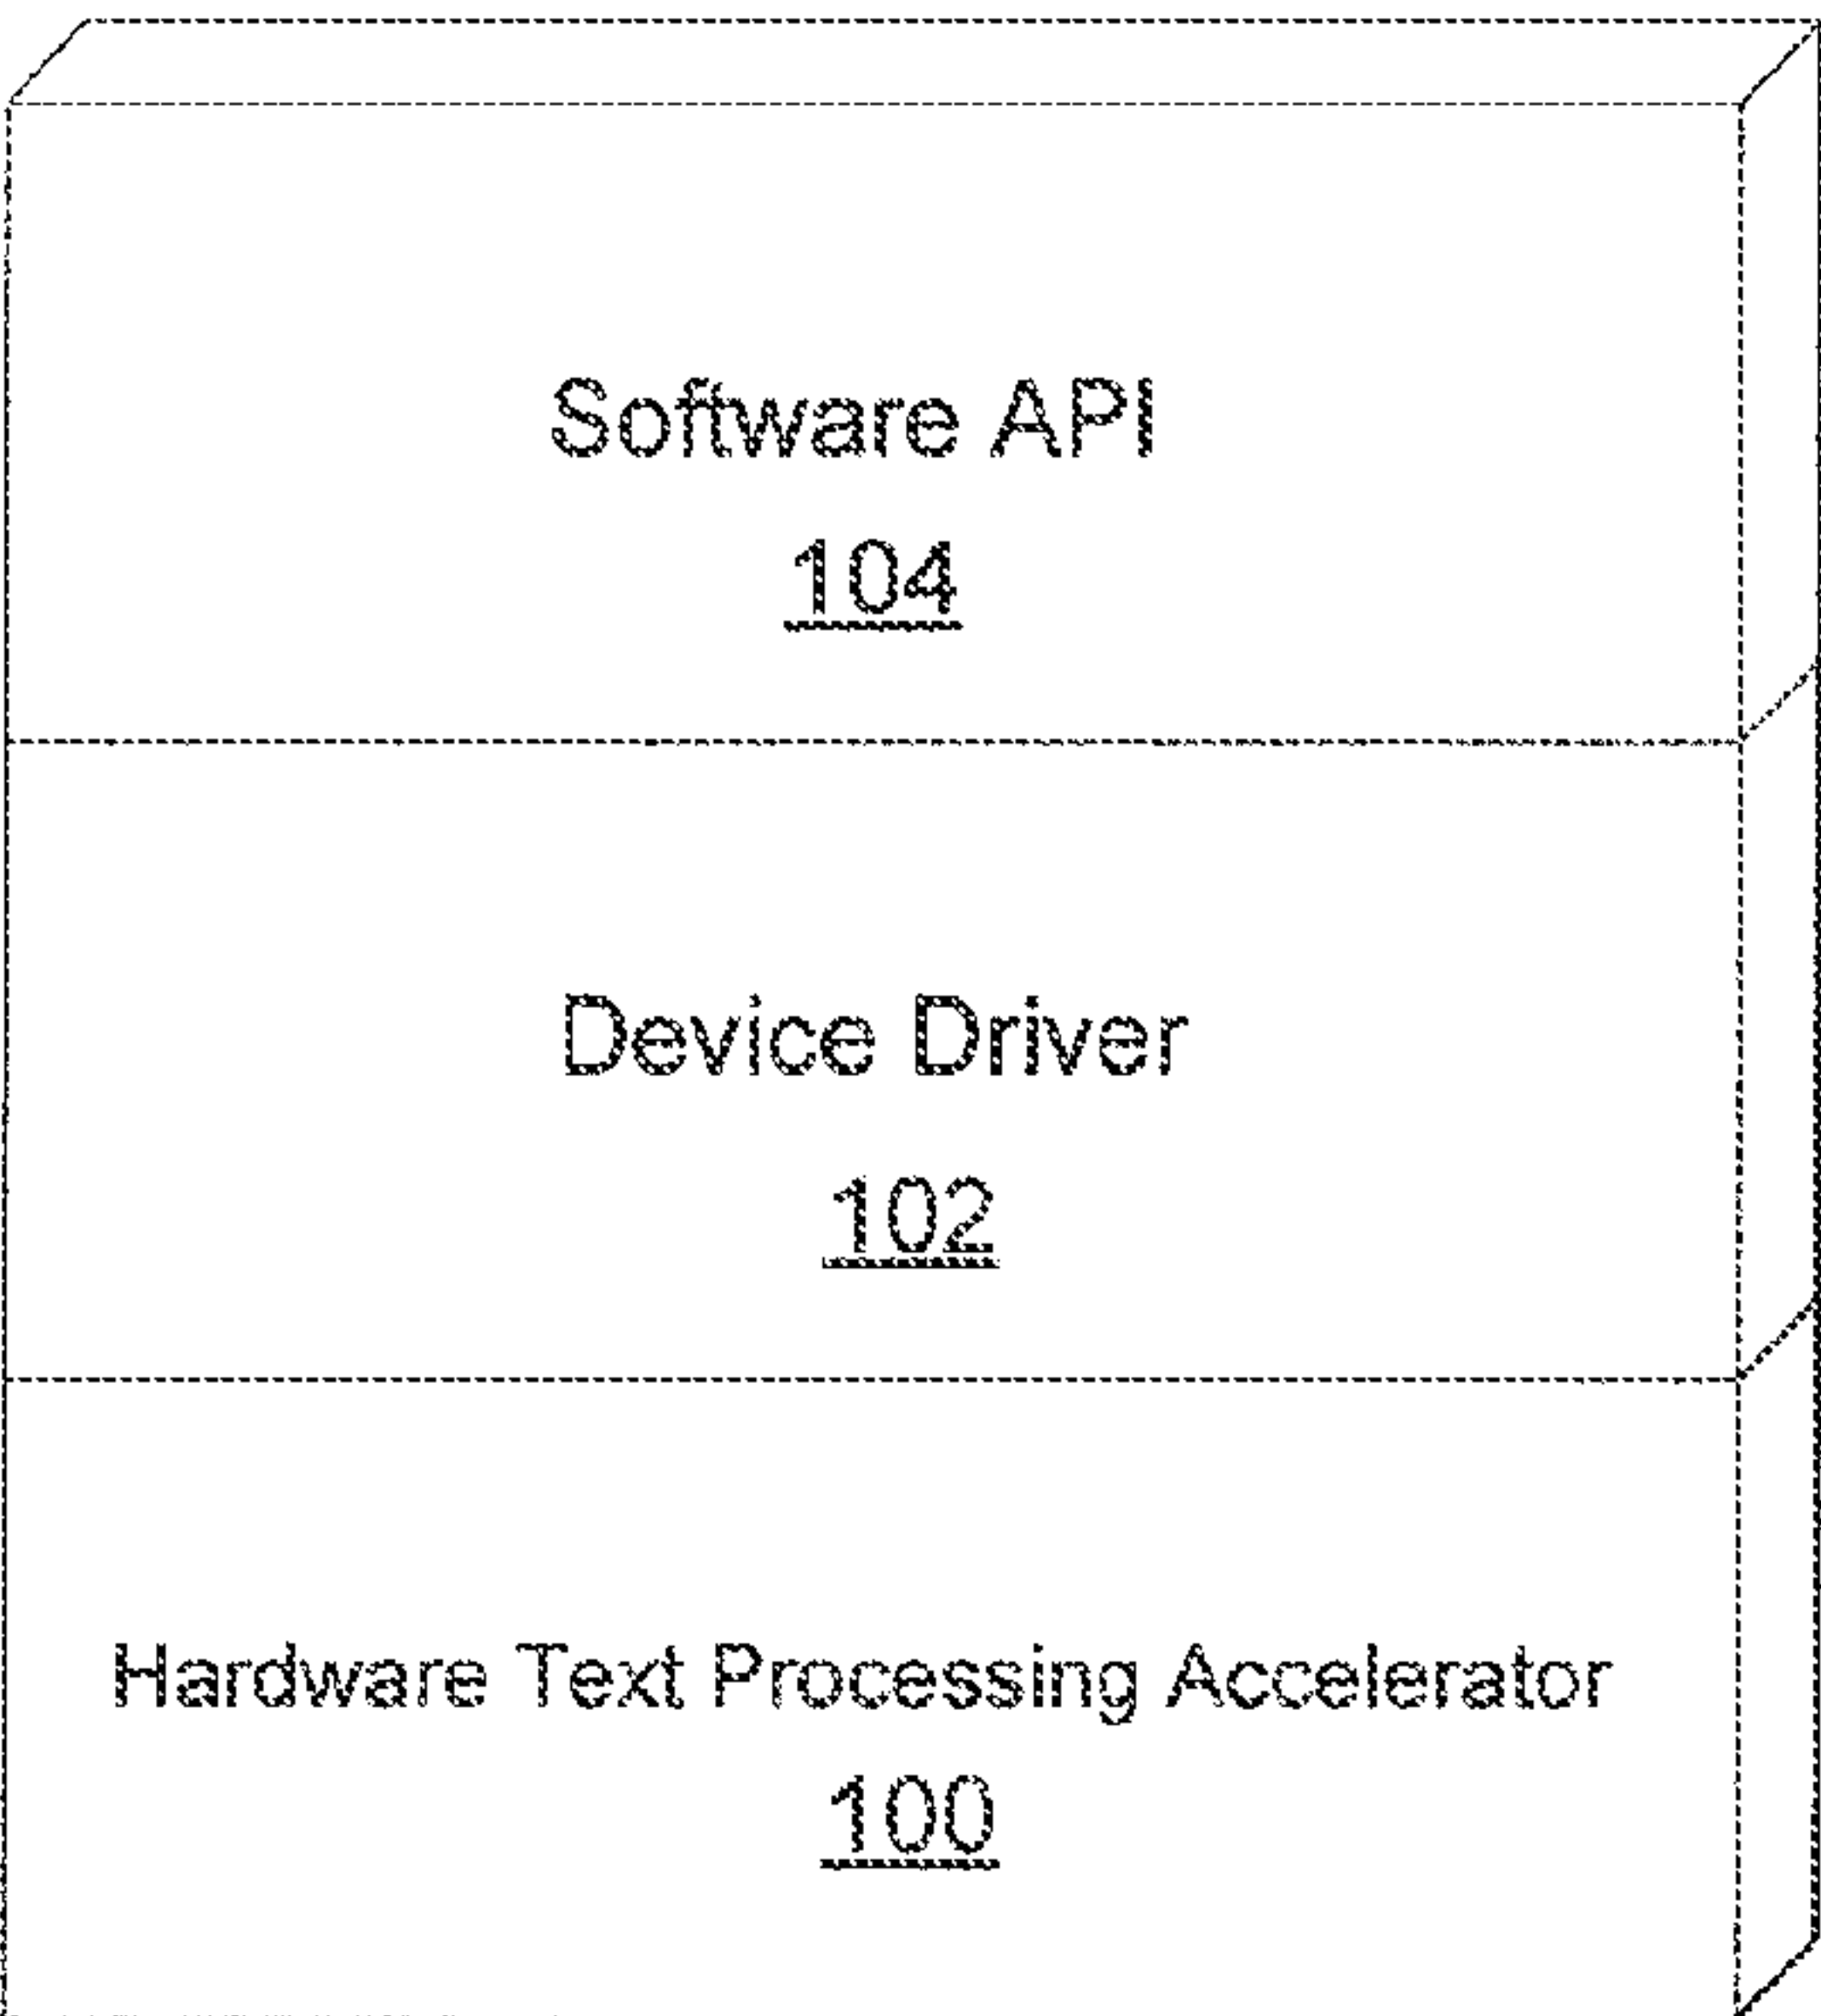 Software API
104
Device Driver
102
Hardware Text Processing Accelerator
100